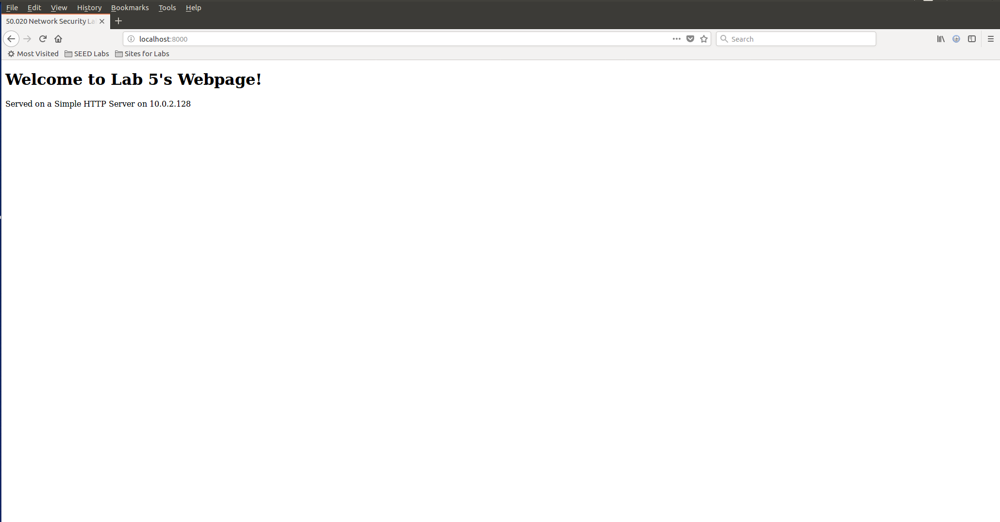 File Edit View History Bookmarks Tools Help
50.020 Network Security La
localhost:8000 Search
Most Visited SEED Labs Sites for Labs
Welcome to Lab 5's Webpage!
Served on a Simple HTTP Server on 10.0.2.128